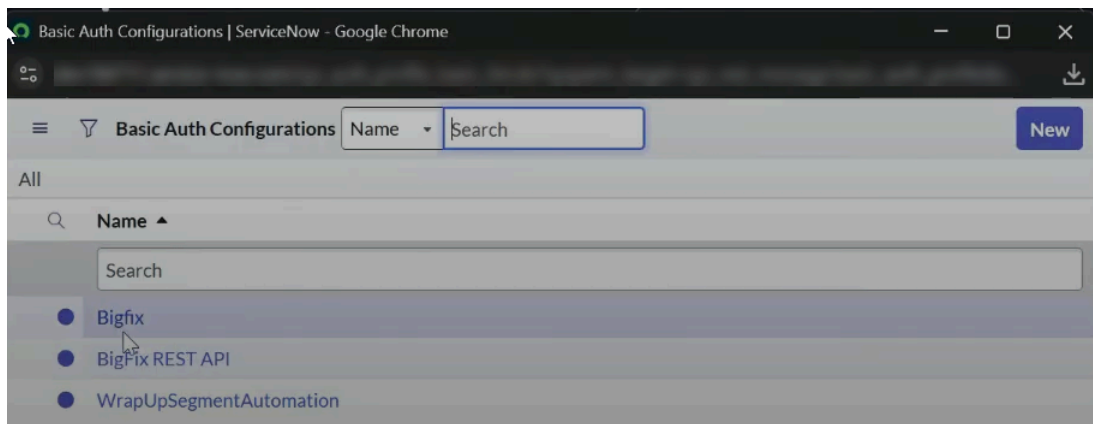 Basic Auth Configurations | ServiceNow - Google Chrome
Basic Auth Configurations Name Search New
All
Name
Search
Bigfix
BigFix REST API
WrapUpSegmentAutomation